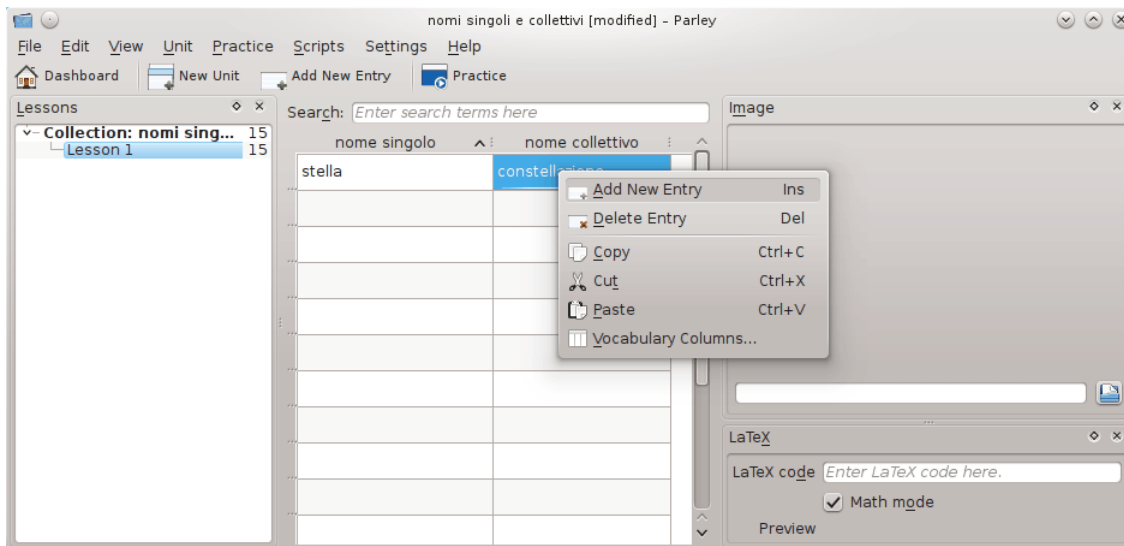 nomi singoli e collettivi [modified] – Parley
File Edit View Unit Practice Scripts Settings Help
Dashboard New Unit Add New Entry Practice
Lessons
Collection: nomi sing... 15
Lesson 1 15
Search: Enter search terms here
nome singolo nome collettivo
stella
Add New Entry Ins
Delete Entry Del
Copy Ctrl+C
Cut Ctrl+X
Paste Ctrl+V
Vocabulary Columns...
Image
LaTeX
LaTeX code Enter LaTeX code here.
Math mode
Preview